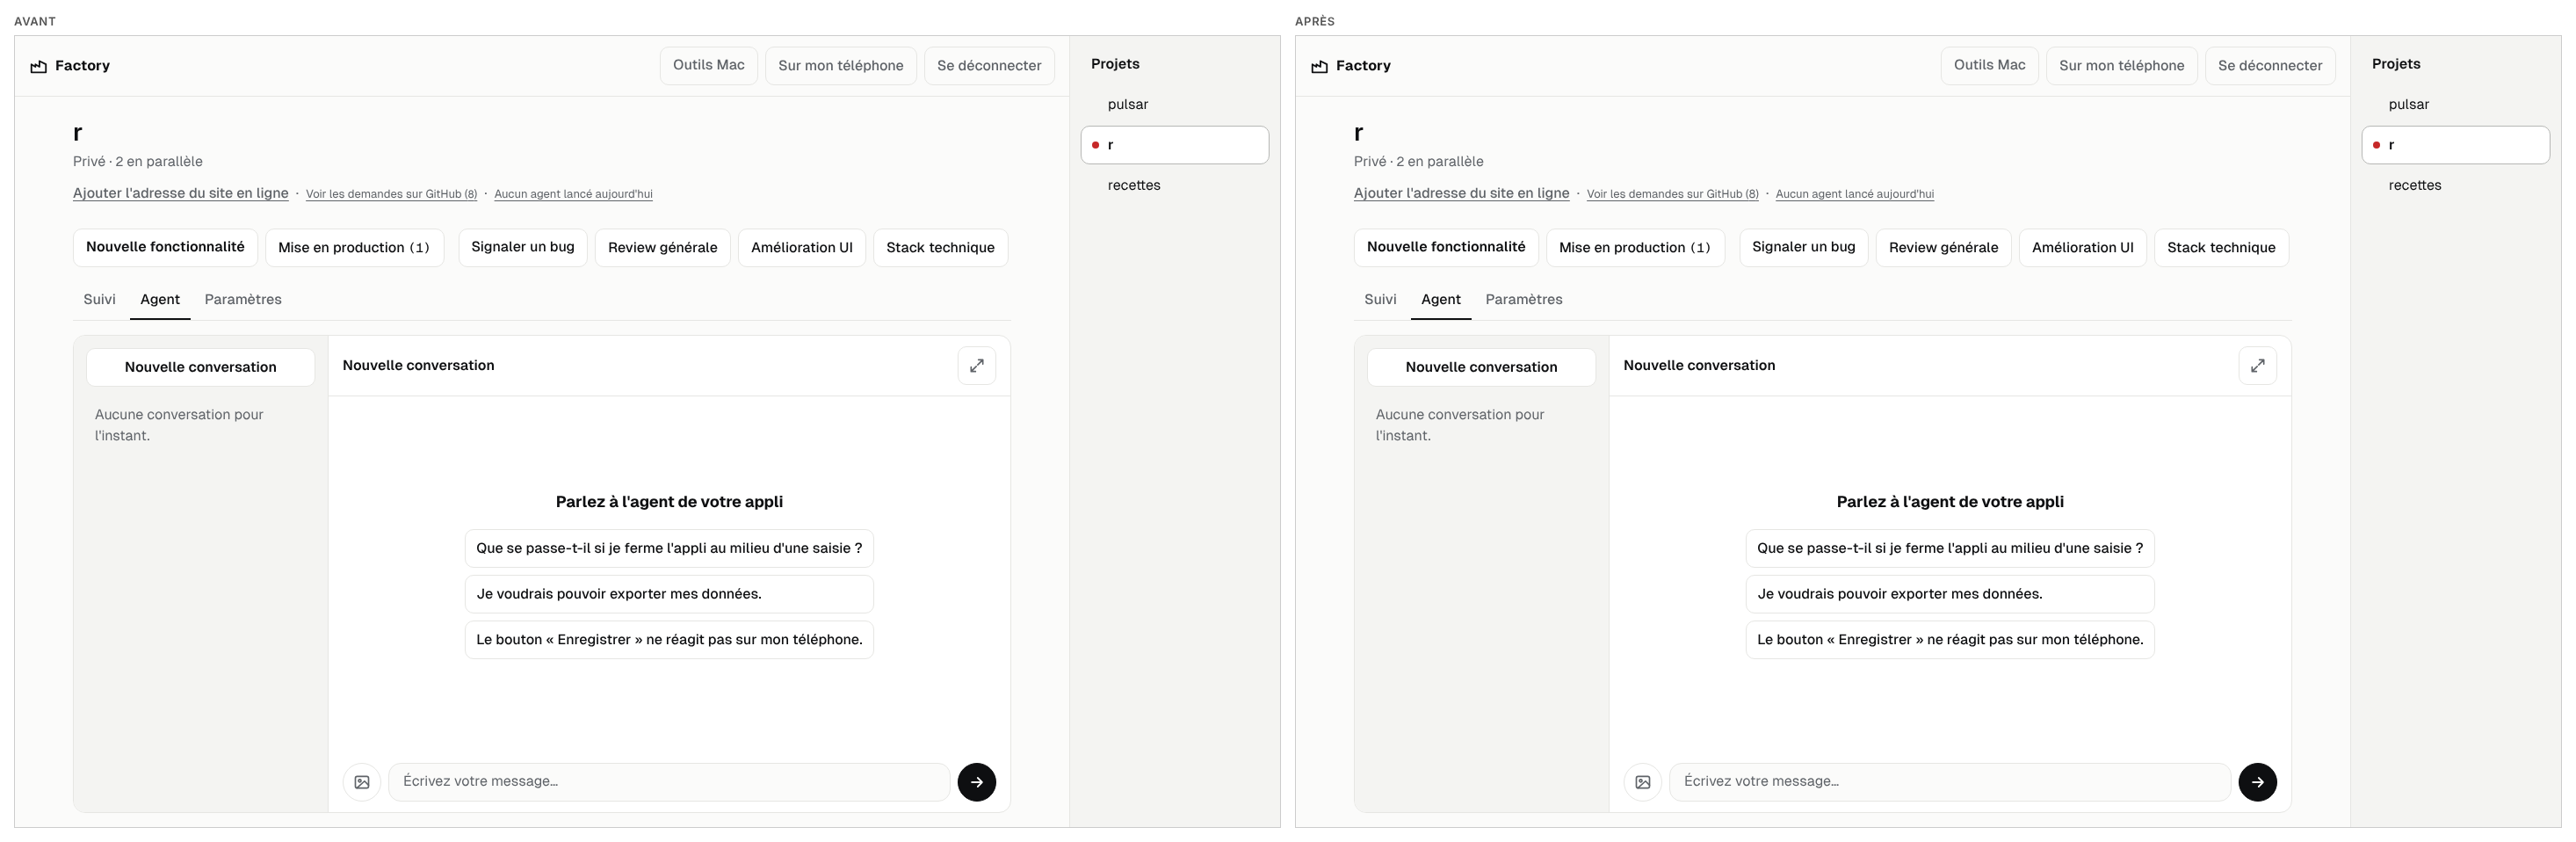 AVANT
Factory
Outils Mac
Sur mon téléphone
Se déconnecter
Projets
pulsar
r
recettes
r
Privé · 2 en parallèle
Ajouter l'adresse du site en ligne · Voir les demandes sur GitHub (8) · Aucun agent lancé aujourd'hui
Nouvelle fonctionnalité
Mise en production (1)
Signaler un bug
Review générale
Amélioration UI
Stack technique
Suivi
Agent
Paramètres
Nouvelle conversation
Aucune conversation pour
l'instant.
Nouvelle conversation
Parlez à l'agent de votre appli
Que se passe-t-il si je ferme l'appli au milieu d'une saisie ?
Je voudrais pouvoir exporter mes données.
Le bouton « Enregistrer » ne réagit pas sur mon téléphone.
Écrivez votre message…
APRÈS
Factory
Outils Mac
Sur mon téléphone
Se déconnecter
Projets
pulsar
r
recettes
r
Privé · 2 en parallèle
Ajouter l'adresse du site en ligne · Voir les demandes sur GitHub (8) · Aucun agent lancé aujourd'hui
Nouvelle fonctionnalité
Mise en production (1)
Signaler un bug
Review générale
Amélioration UI
Stack technique
Suivi
Agent
Paramètres
Nouvelle conversation
Aucune conversation pour
l'instant.
Nouvelle conversation
Parlez à l'agent de votre appli
Que se passe-t-il si je ferme l'appli au milieu d'une saisie ?
Je voudrais pouvoir exporter mes données.
Le bouton « Enregistrer » ne réagit pas sur mon téléphone.
Écrivez votre message…